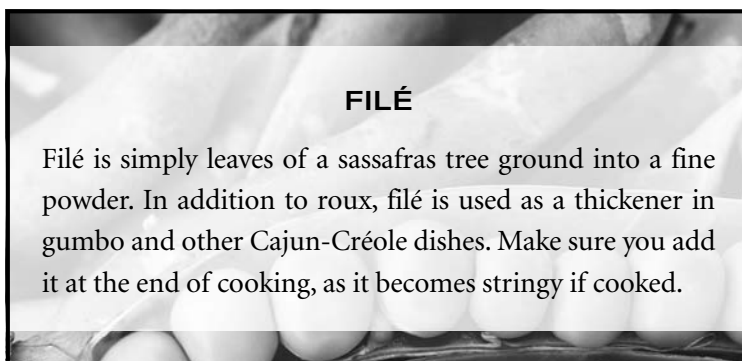 FILÉ
Filé is simply leaves of a sassafras tree ground into a fine
powder. In addition to roux, filé is used as a thickener in
gumbo and other Cajun-Créole dishes. Make sure you add
it at the end of cooking, as it becomes stringy if cooked.